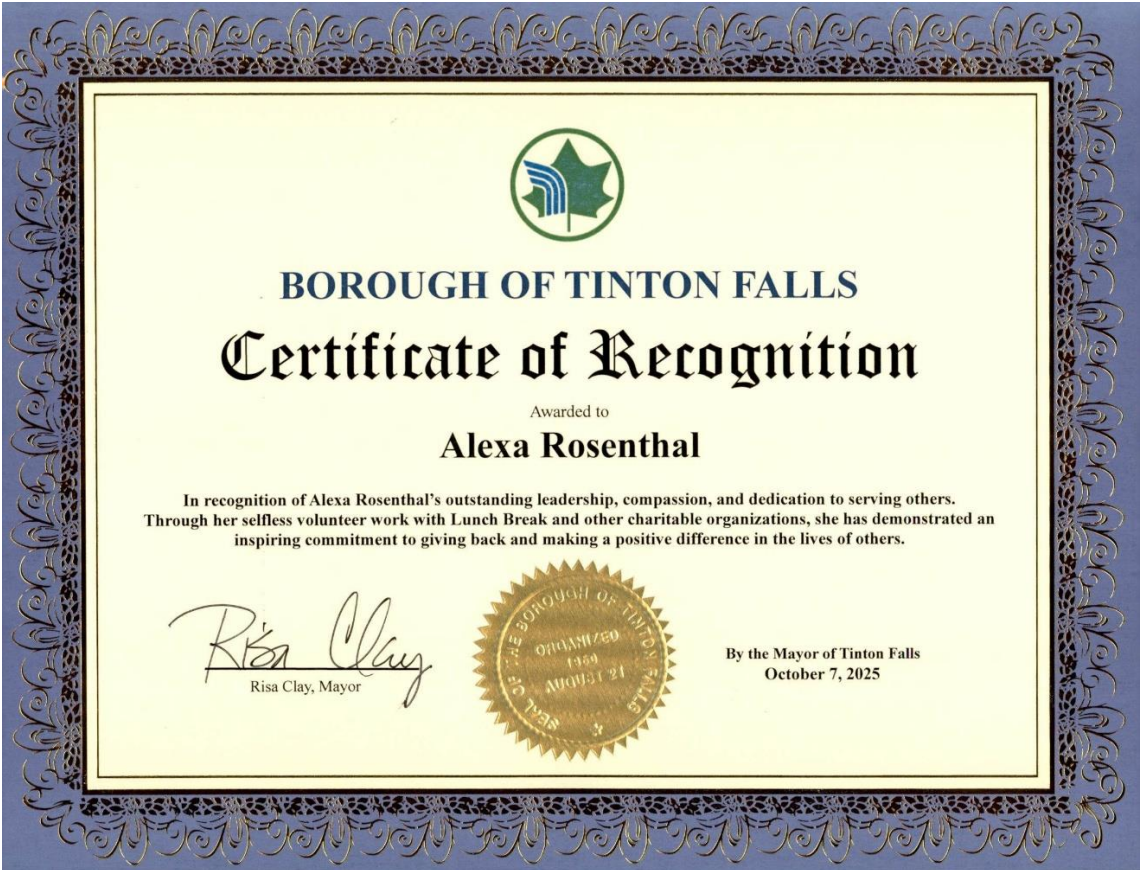 BOROUGH OF TINTON FALLS
Certificate of Recognition
Awarded to
Alexa Rosenthal
In recognition of Alexa Rosenthal's outstanding leadership, compassion, and dedication to serving others.
Through her selfless volunteer work with Lunch Break and other charitable organizations, she has demonstrated an
inspiring commitment to giving back and making a positive difference in the lives of others.
Risa Clay
Risa Clay, Mayor
SEAL OF THE BOROUGH OF TINTON FALLS
ORGANIZED
1950
AUGUST 21
By the Mayor of Tinton Falls
October 7, 2025